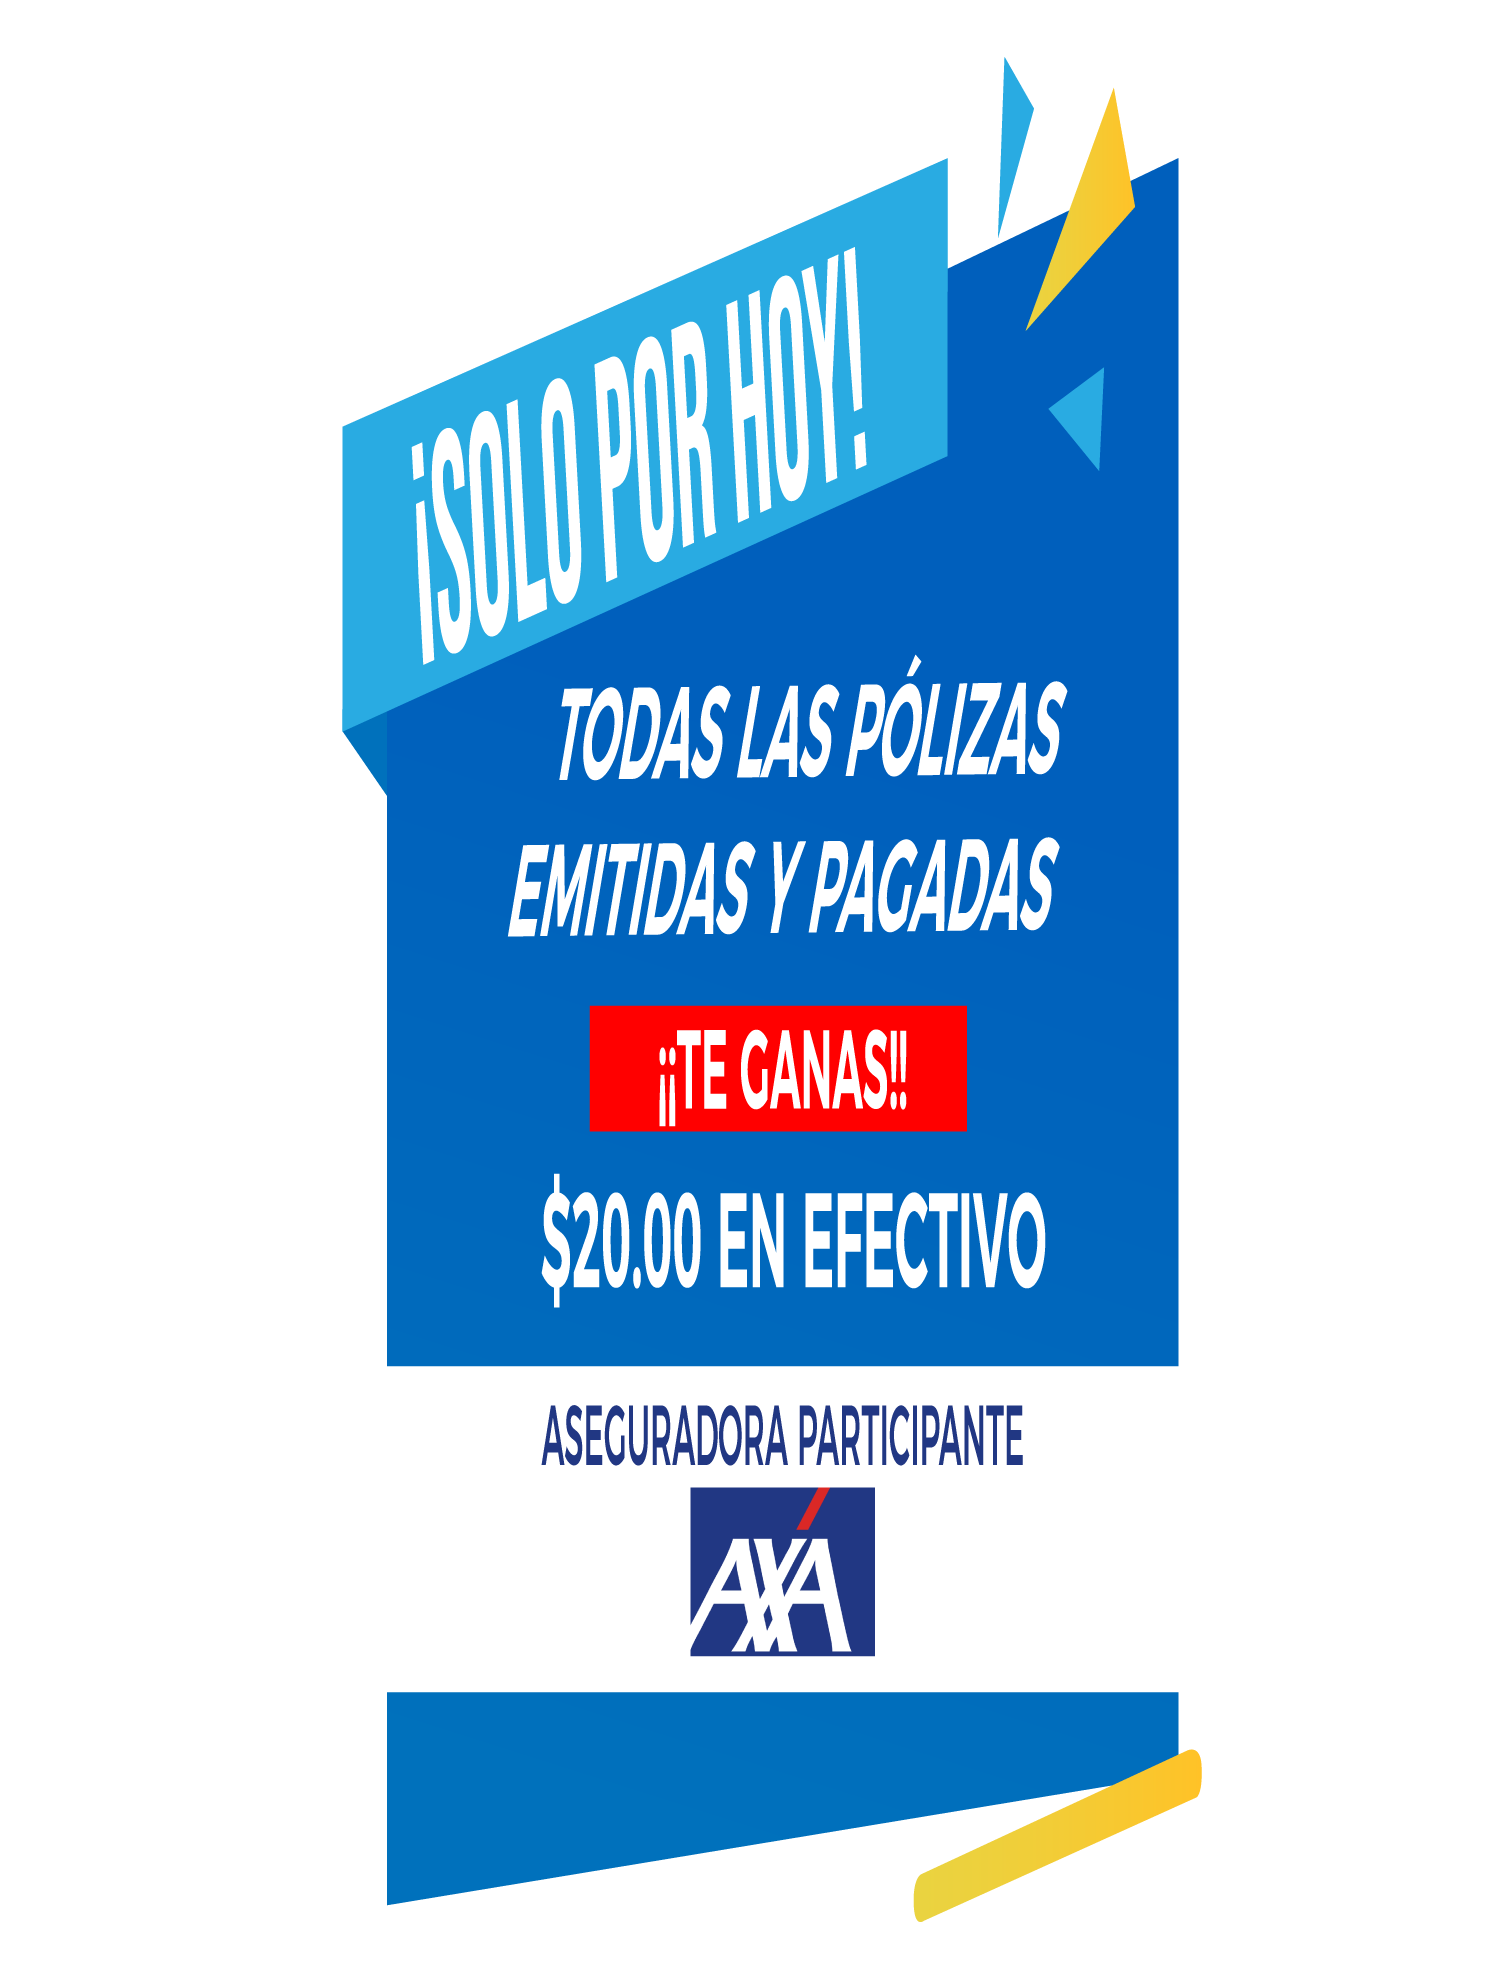 ¡SOLO POR HOY!
TODAS LAS PÓLIZAS
EMITIDAS Y PAGADAS
¡¡TE GANAS!!
$20.00 EN EFECTIVO
ASEGURADORA PARTICIPANTE
AXA